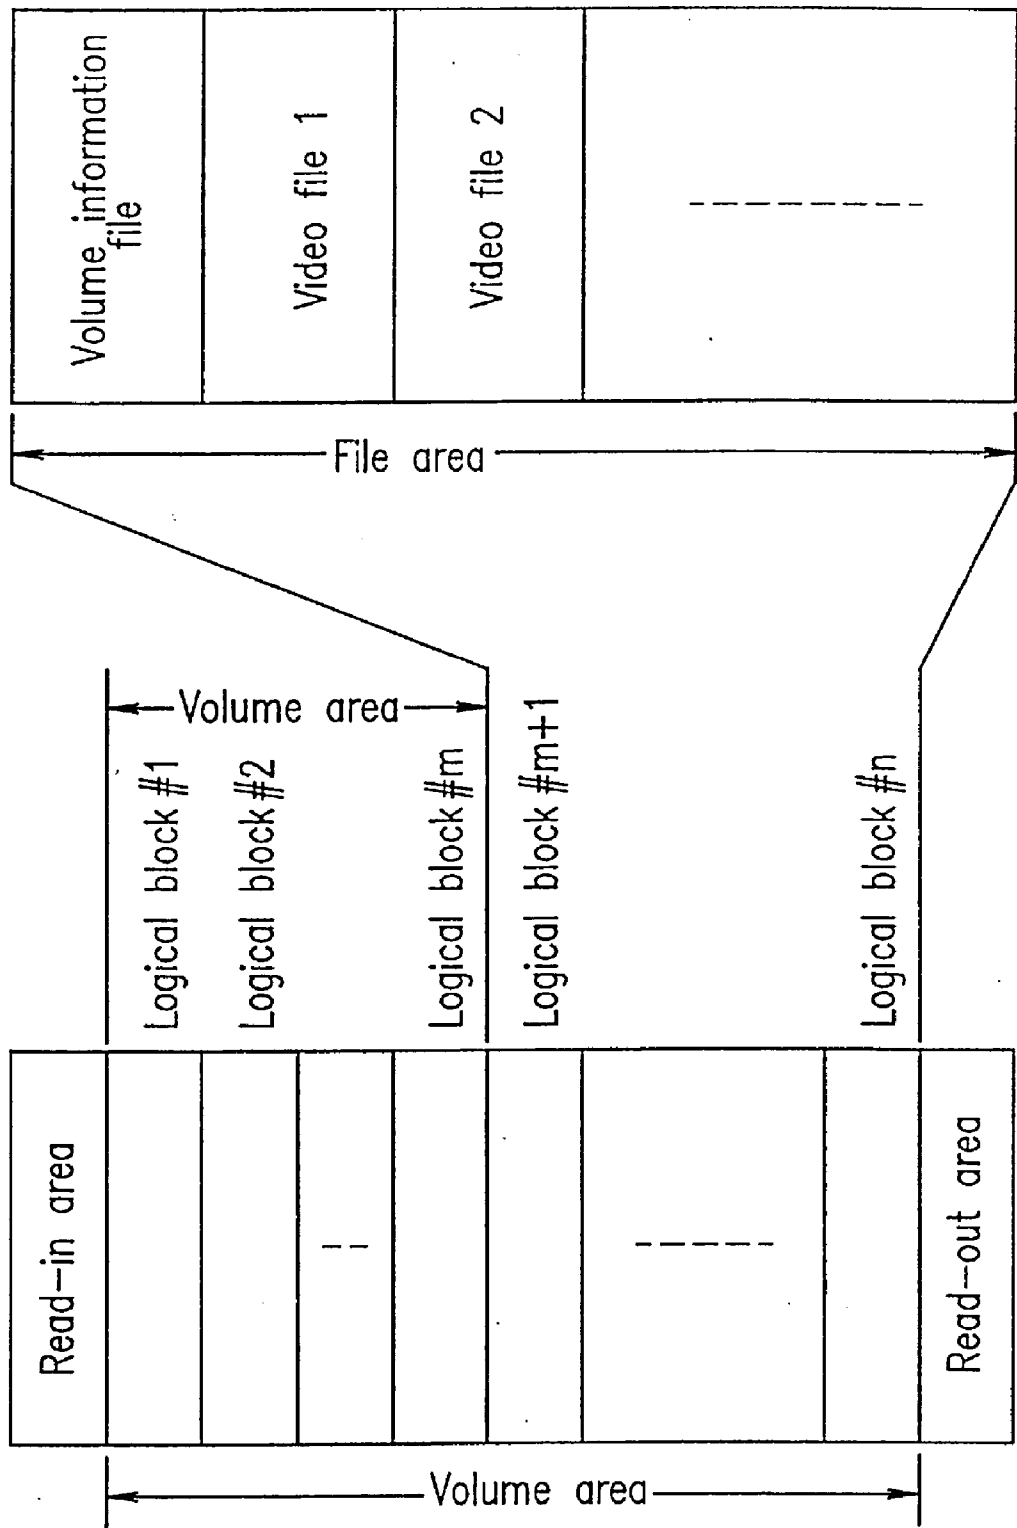 Volume area
Read-in area
Read-out area
Logical block #1
Logical block #2
Logical block #m
Logical block #m+1
Logical block #n
Volume area
File area
Volume information
file
Video file 1
Video file 2